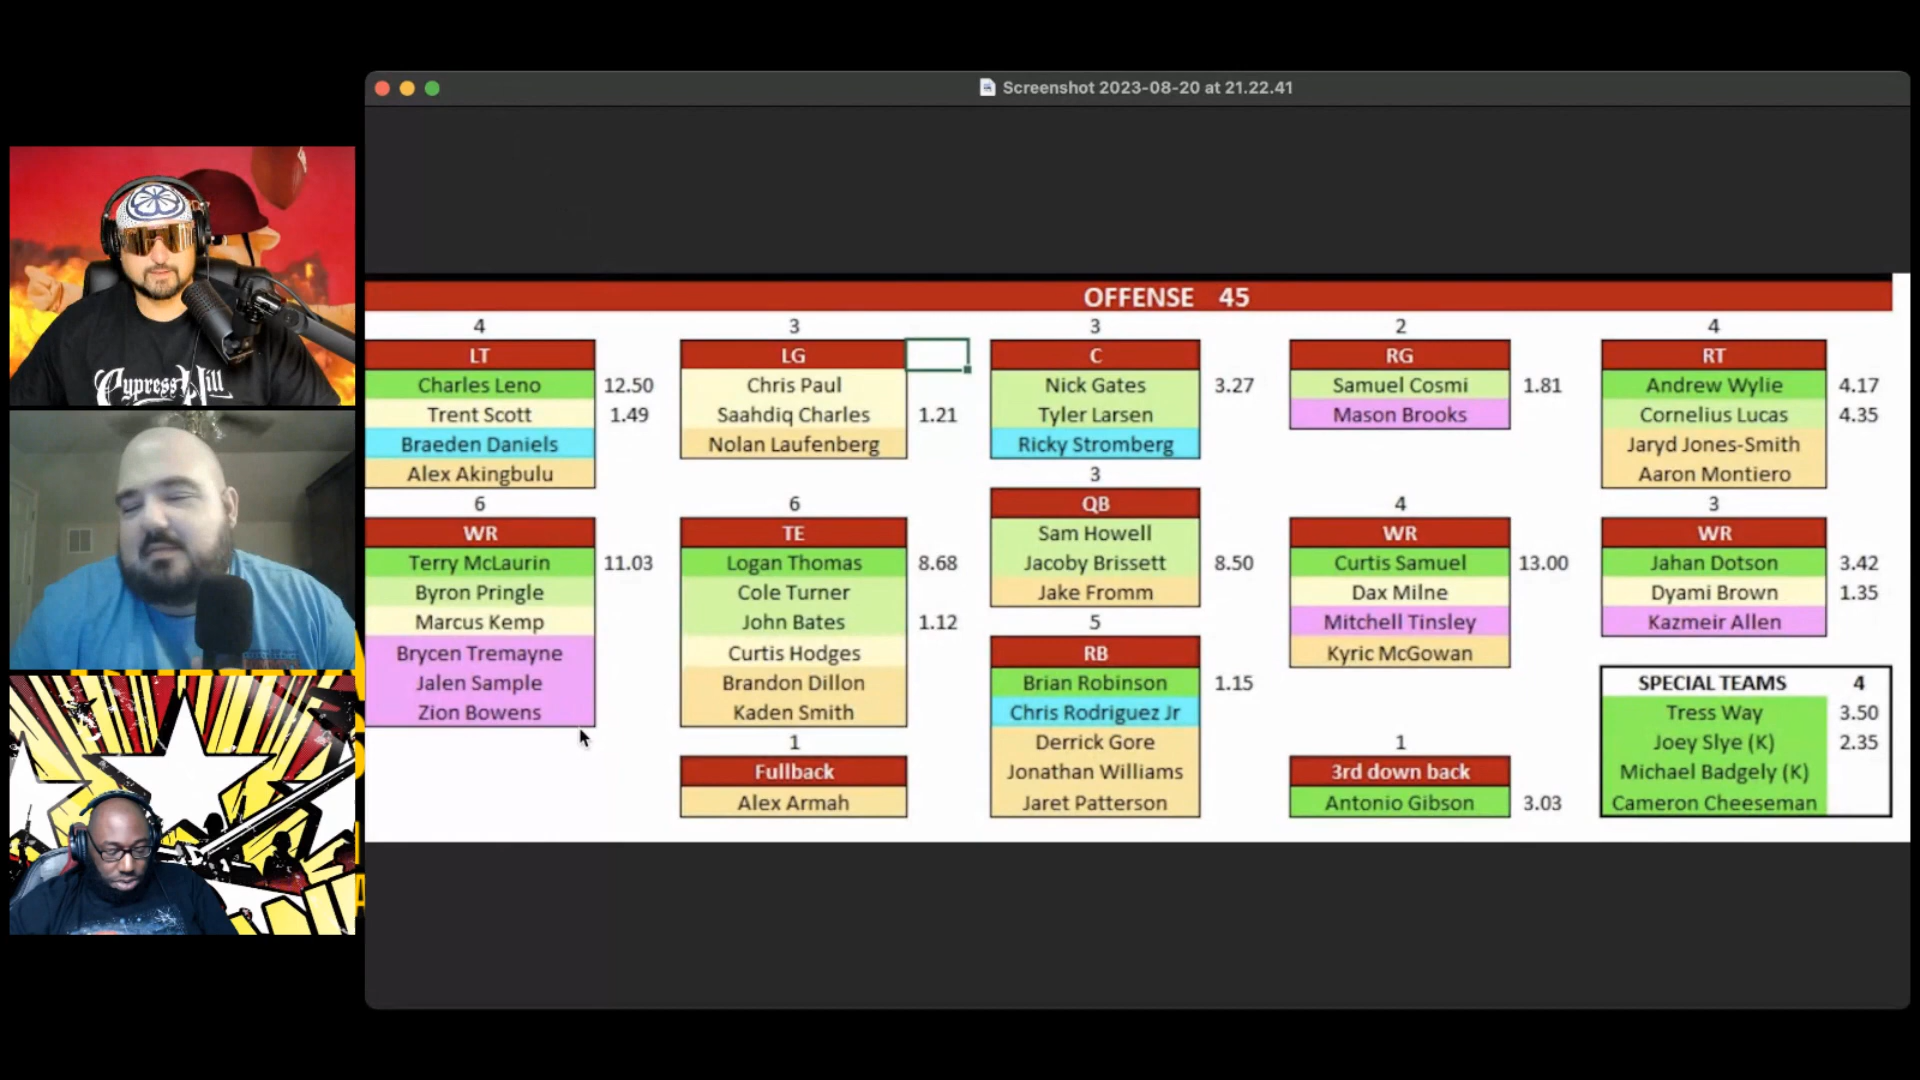 Screenshot 2023-08-20 at 21.22.41
OFFENSE 45
4 3 3 2 4
LT LG C RG RT
Charles Leno 12.50 Chris Paul Nick Gates 3.27 Samuel Cosmi 1.81 Andrew Wylie 4.17
Trent Scott 1.49 Saahdiq Charles 1.21 Tyler Larsen Mason Brooks Cornelius Lucas 4.35
Braeden Daniels Nolan Laufenberg Ricky Stromberg Jaryd Jones-Smith
Alex Akingbulu 3 Aaron Montiero
6 6 QB 4 3
WR TE Sam Howell WR WR
Terry McLaurin 11.03 Logan Thomas 8.68 Jacoby Brissett 8.50 Curtis Samuel 13.00 Jahan Dotson 3.42
Byron Pringle Cole Turner Jake Fromm Dax Milne Dyami Brown 1.35
Marcus Kemp John Bates 1.12 5 Mitchell Tinsley Kazmeir Allen
Brycen Tremayne Curtis Hodges RB Kyric McGowan
Jalen Sample Brandon Dillon Brian Robinson 1.15 SPECIAL TEAMS 4
Zion Bowens Kaden Smith Chris Rodriguez Jr Tress Way 3.50
1 Derrick Gore 1 Joey Slye (K) 2.35
Fullback Jonathan Williams 3rd down back Michael Badgely (K)
Alex Armah Jaret Patterson Antonio Gibson 3.03 Cameron Cheeseman
Cypress Hill